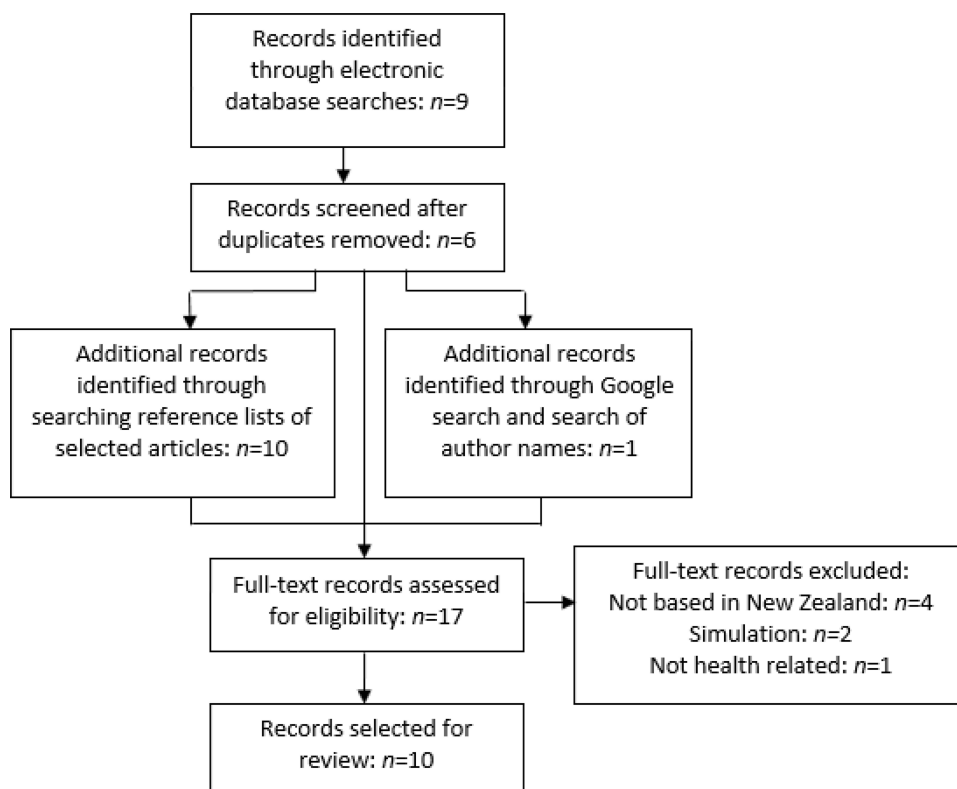 Records identified
through electronic
database searches: n=9
Records screened after
duplicates removed: n=6
Additional records
identified through
searching reference lists of
selected articles: n=10
Additional records
identified through Google
search and search of
author names: n=1
Full-text records assessed
for eligibility: n=17
Full-text records excluded:
Not based in New Zealand: n=4
Simulation: n=2
Not health related: n=1
Records selected for
review: n=10